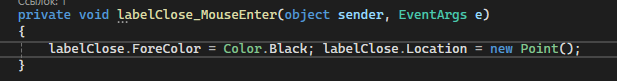 Ссылок: 1
private void labelClose_MouseEnter(object sender, EventArgs e)
{
labelClose.ForeColor = Color.Black; labelClose.Location = new Point();
}